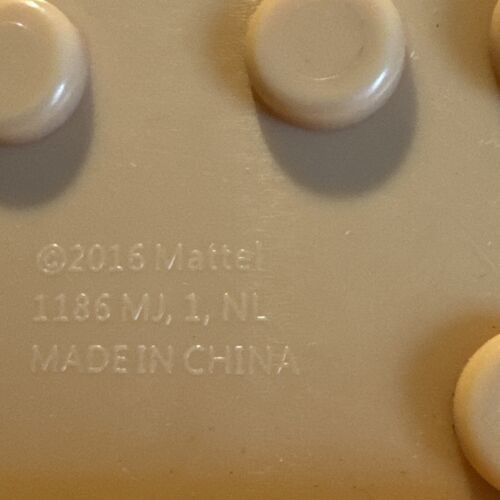 ©2016 Mattel
1186 MJ, 1, NL
MADE IN CHINA